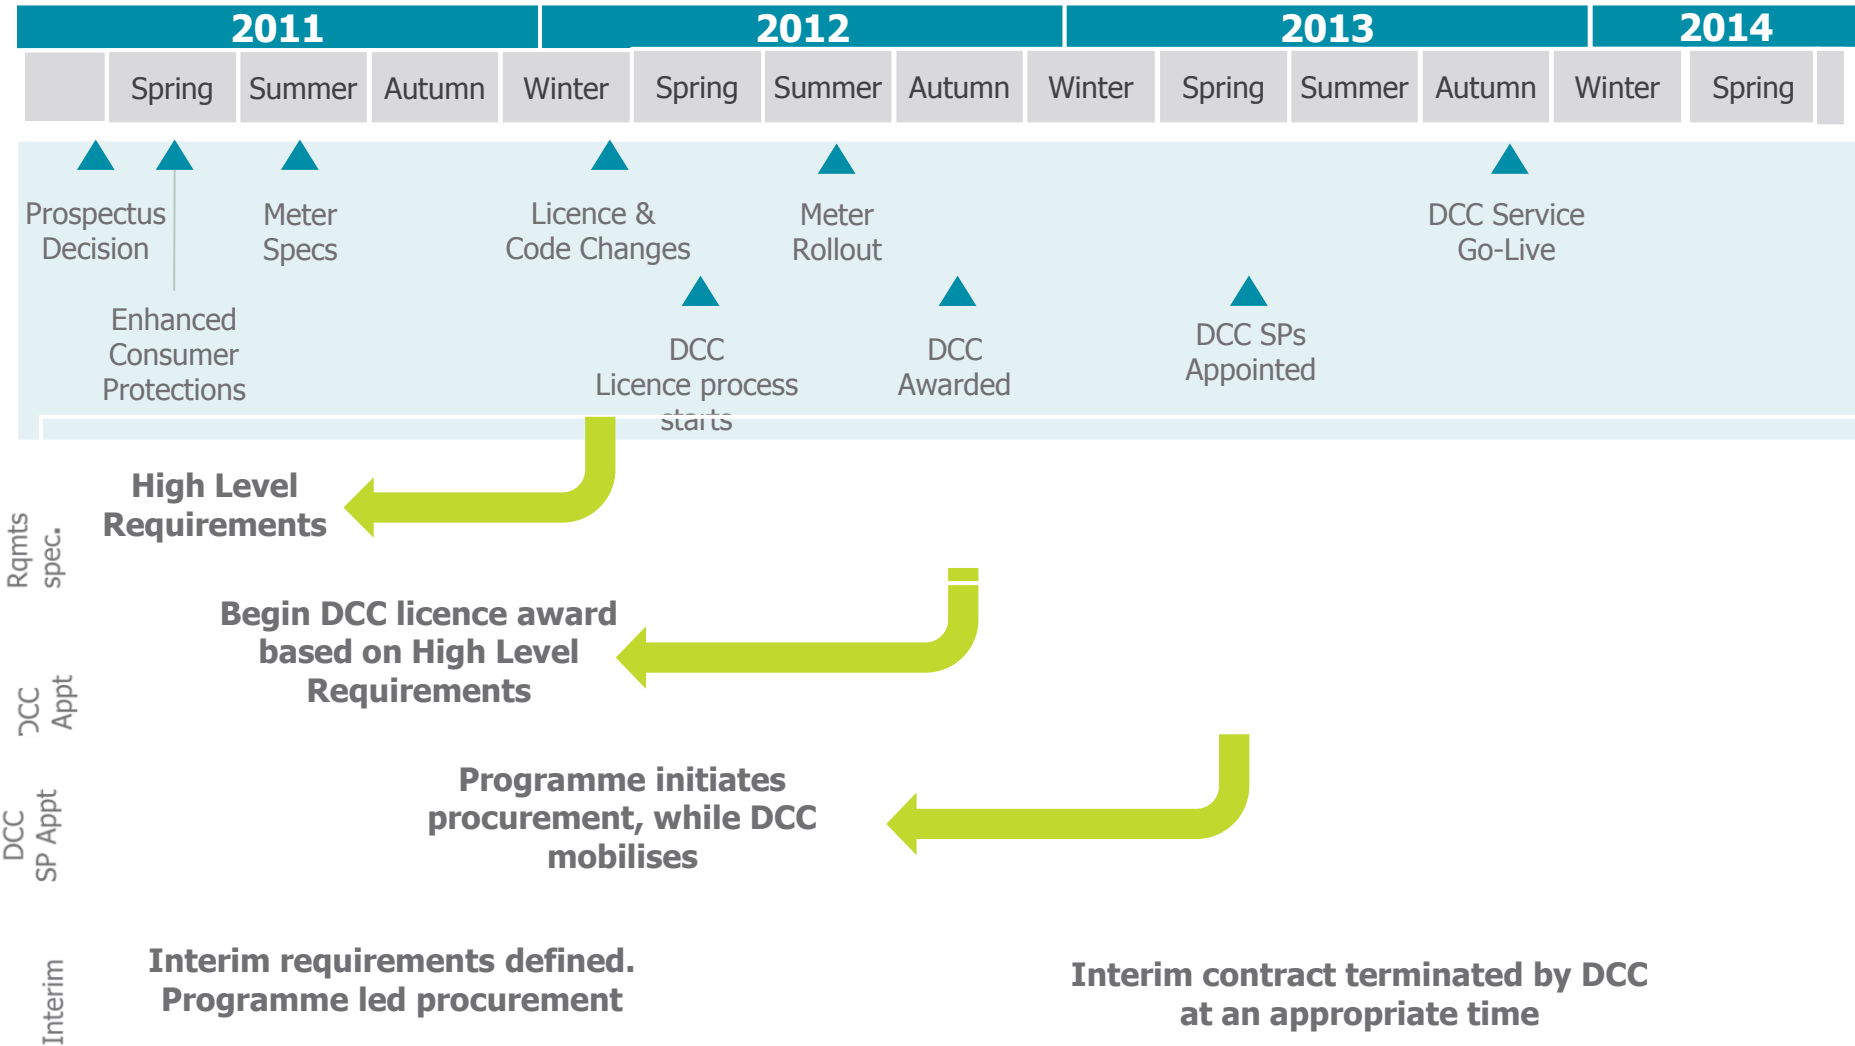 2011
2012
2013
2014
Spring
Summer
Autumn
Winter
Spring
Summer
Autumn
Winter
Spring
Summer
Autumn
Winter
Spring
Prospectus
Decision
Meter
Specs
Licence &
Code Changes
Meter
Rollout
DCC Service
Go-Live
Enhanced
Consumer
Protections
DCC
Licence process
starts
DCC
Awarded
DCC SPs
Appointed
Rqmts
spec.
High Level
Requirements
DCC
Appt
Begin DCC licence award
based on High Level
Requirements
DCC
SP Appt
Programme initiates
procurement, while DCC
mobilises
Interim
Interim requirements defined.
Programme led procurement
Interim contract terminated by DCC
at an appropriate time